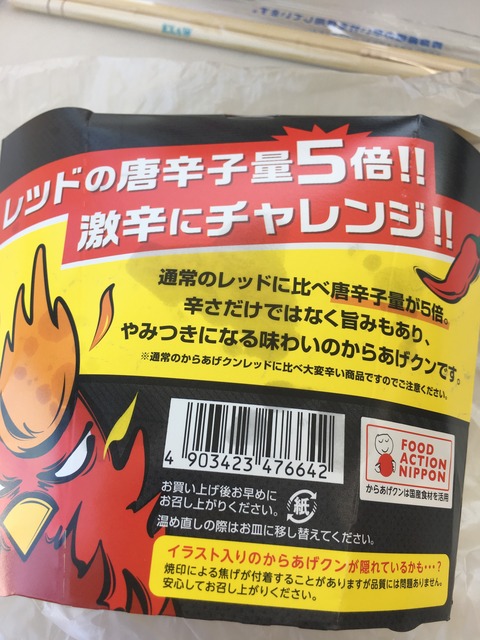 レッドの唐辛子量5倍!!
激辛にチャレンジ!!
通常のレッドに比べ唐辛子量が5倍。
辛さだけではなく旨みもあり、
やみつきになる味わいのからあげクンです。
※通常のからあげクンレッドに比べ大変辛い商品ですのでご注意ください。
4 903423 476642
FOOD
ACTION
NIPPON
からあげクンは国産食材を活用
お買い上げ後お早めに
お召し上がりください。
紙
温め直しの際はお皿に移し替えてください。
イラスト入りのからあげクンが隠れているかも・・・?
焼印による焦げが付着することがありますが品質には問題ありません。
安心してお召し上がりください。